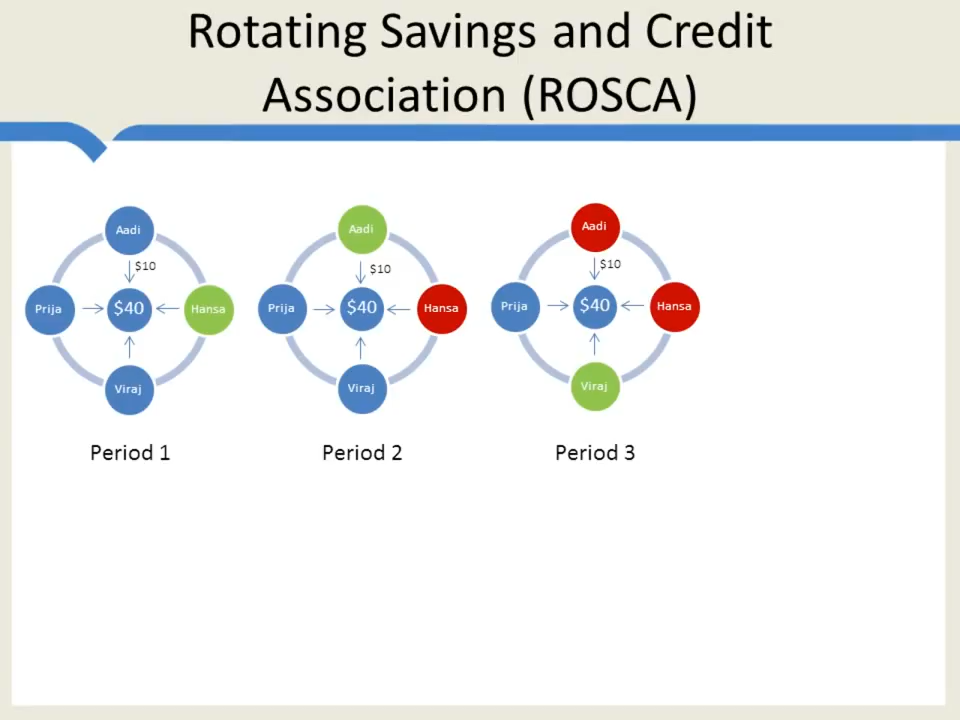 Rotating Savings and Credit
Association (ROSCA)
Aadi
$10
Prija
$40
Hansa
Viraj
Period 1
Aadi
$10
Prija
$40
Hansa
Viraj
Period 2
Aadi
$10
Prija
$40
Hansa
Viraj
Period 3